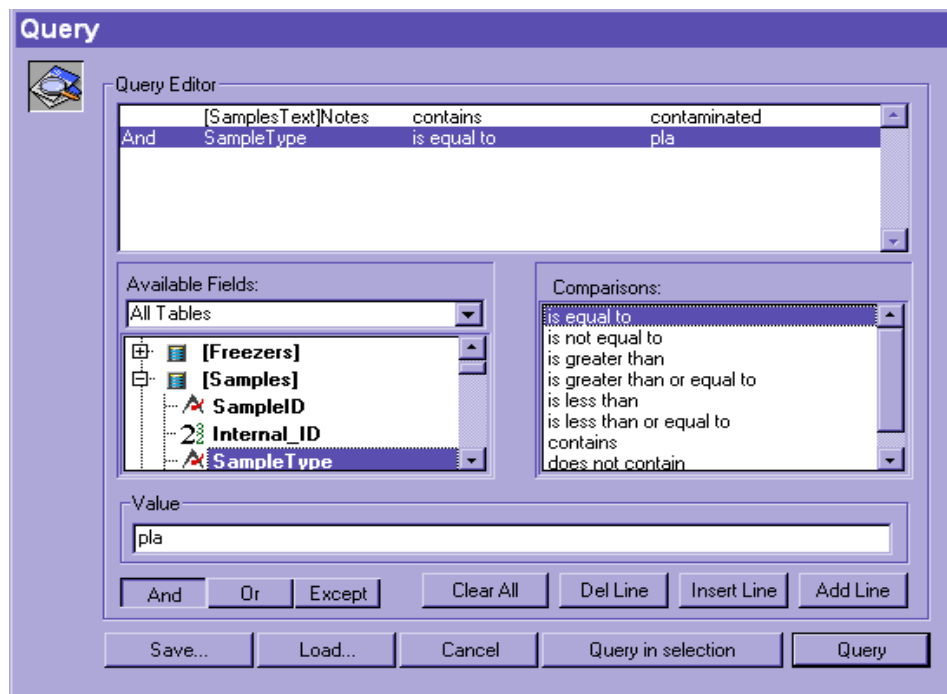 Query
Query Editor
[SamplesText]Notes contains contaminated
And SampleType is equal to pla
Available Fields:
All Tables
[Freezers]
[Samples]
SampleID
Internal_ID
SampleType
Comparisons:
is equal to
is not equal to
is greater than
is greater than or equal to
is less than
is less than or equal to
contains
does not contain
Value
pla
And Or Except Clear All Del Line Insert Line Add Line
Save... Load... Cancel Query in selection Query